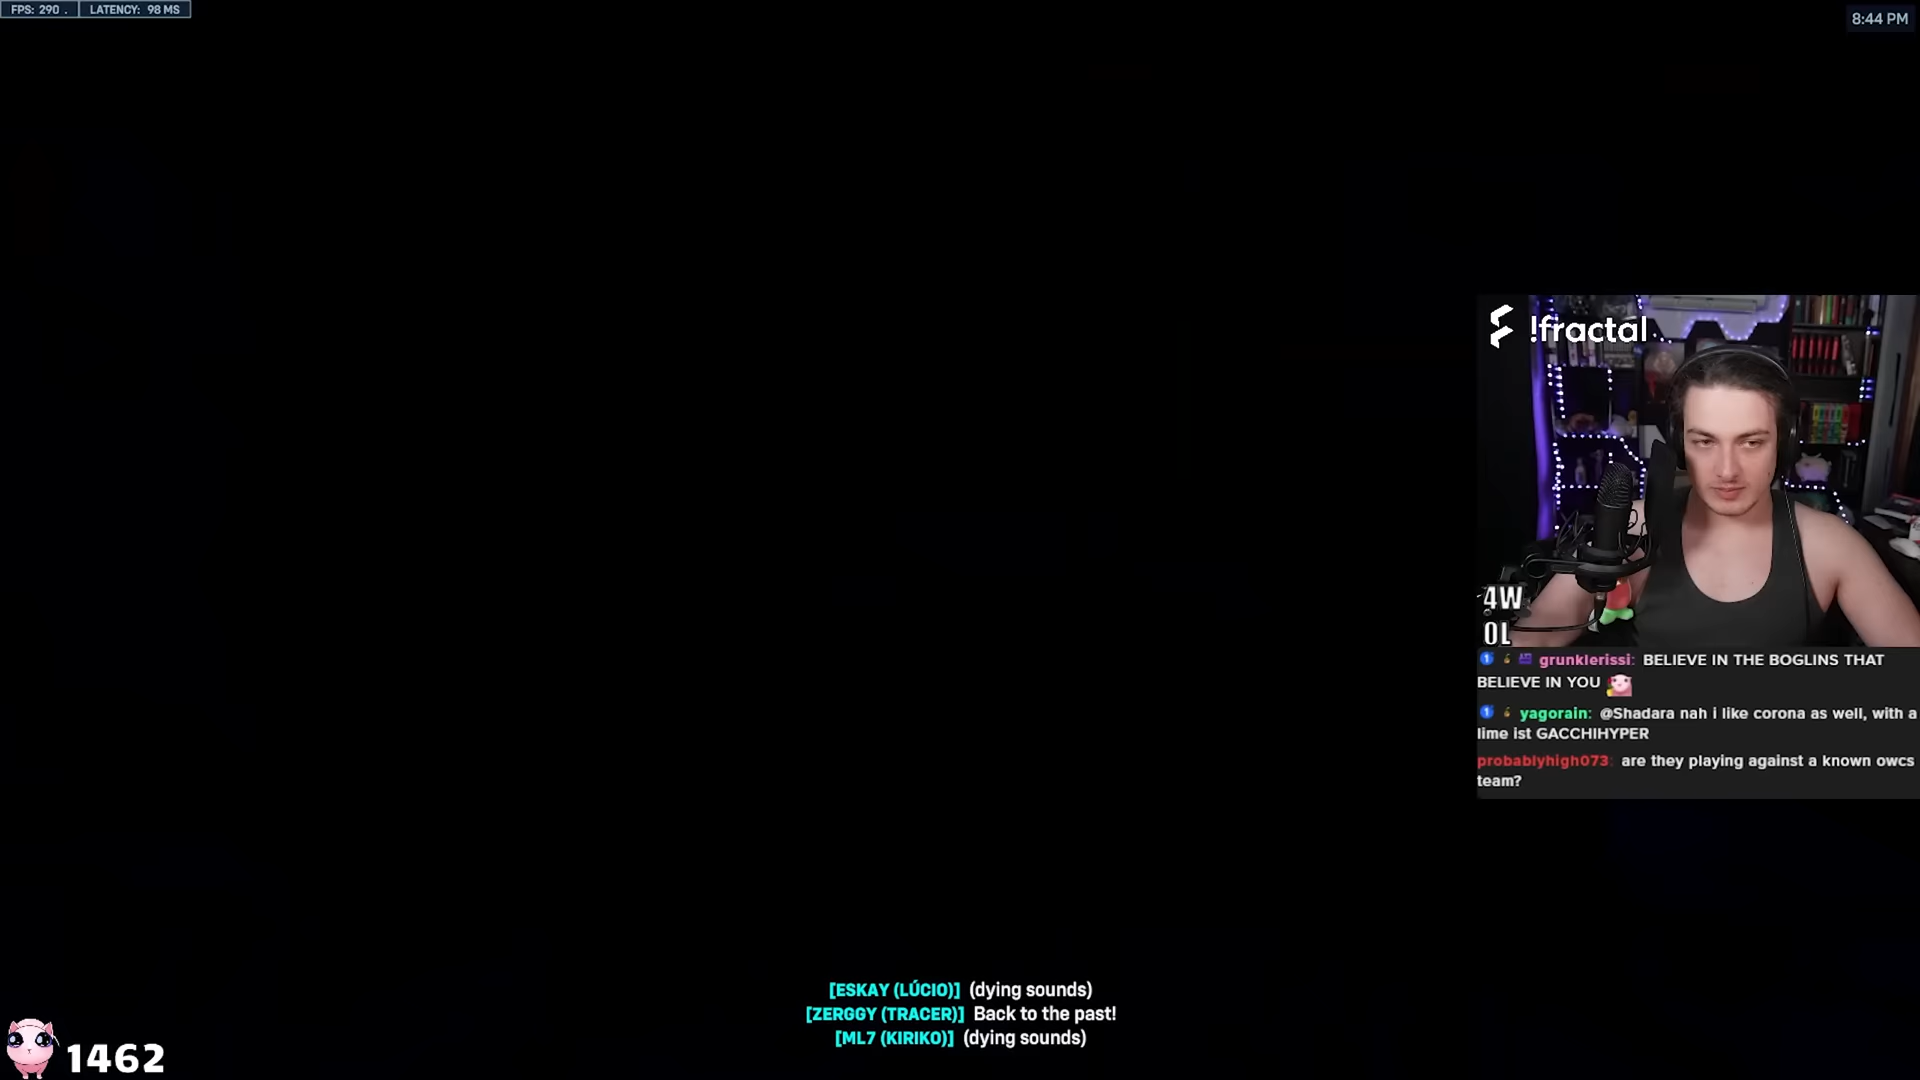 FPS: 290 . LATENCY: 98 MS
8:44 PM
!fractal
4W
0L
grunklerissi: BELIEVE IN THE BOGLINS THAT
BELIEVE IN YOU
yagorain: @Shadara nah i like corona as well, with a
lime ist GACCHIHYPER
probablyhigh073: are they playing against a known owcs
team?
[ESKAY (LÚCIO)] (dying sounds)
[ZERGGY (TRACER)] Back to the past!
[ML7 (KIRIKO)] (dying sounds)
1462